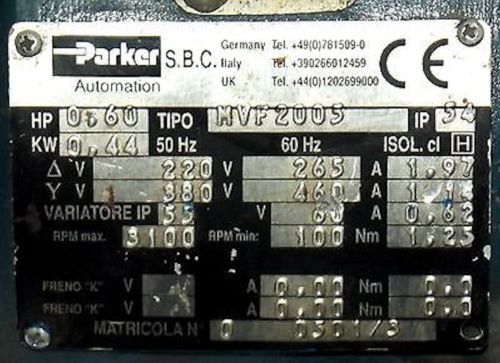 Parker S.B.C.
Automation
Germany Tel. +49(0)781509-0
Italy Tel. +390266012459
UK Tel. +44(0)1202699000
CE
HP 0.60 TIPO MVF2005 IP 54
KW 0.44 50 Hz 60 Hz ISOL. cl H
Δ V 220 V 265 A 1,97
Y V 380 V 460 A 1,14
VARIATORE IP 55 V 60 A 0,62
RPM max. 3100 RPM min: 100 Nm 1,25
FRENO "K" V A 0,00 Nm 0,0
FRENO "K" V A 0,00 Nm 0,0
MATRICOLA N° 0 0501/3